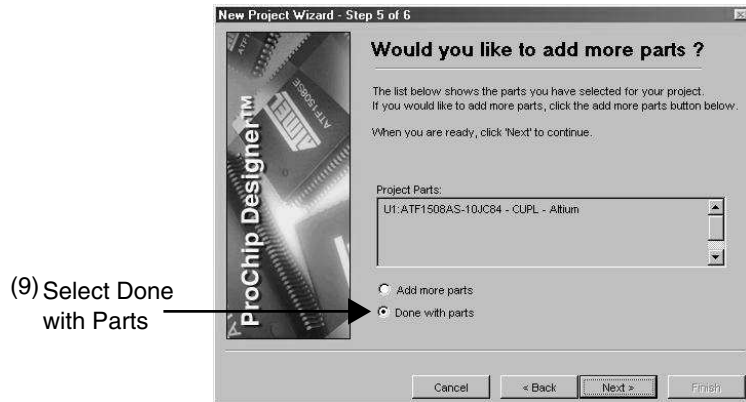 New Project Wizard - Step 5 of 6
Would you like to add more parts ?
The list below shows the parts you have selected for your project.
If you would like to add more parts, click the add more parts button below.
When you are ready, click 'Next' to continue.
ProChip Designer™
ATMEL
ATF1508SE
ATF1
Project Parts:
U1:ATF1508AS-10JC84 - CUPL - Altium
Add more parts
(9) Select Done
with Parts
Done with parts
Cancel
< Back
Next >
Finish